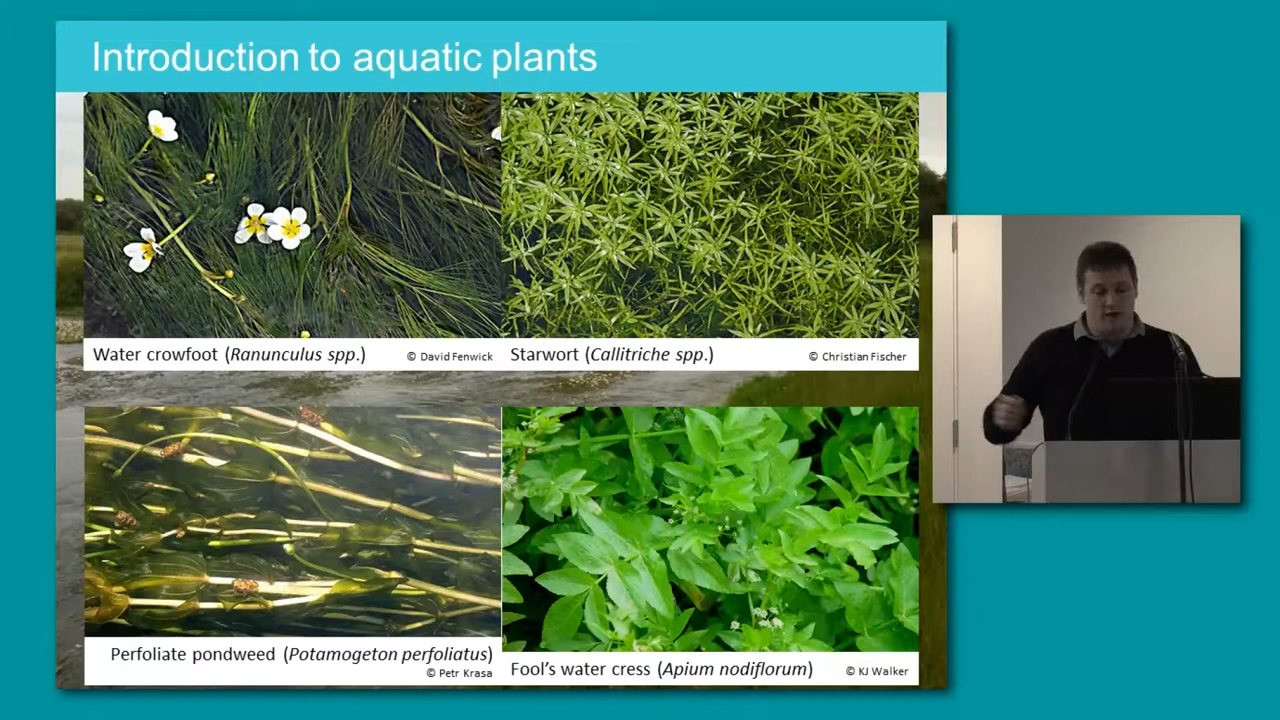 Introduction to aquatic plants
Water crowfoot (Ranunculus spp.)
© David Fenwick
Starwort (Callitriche spp.)
© Christian Fischer
Perfoliate pondweed (Potamogeton perfoliatus)
© Petr Krasa
Fool's water cress (Apium nodiflorum)
© KJ Walker